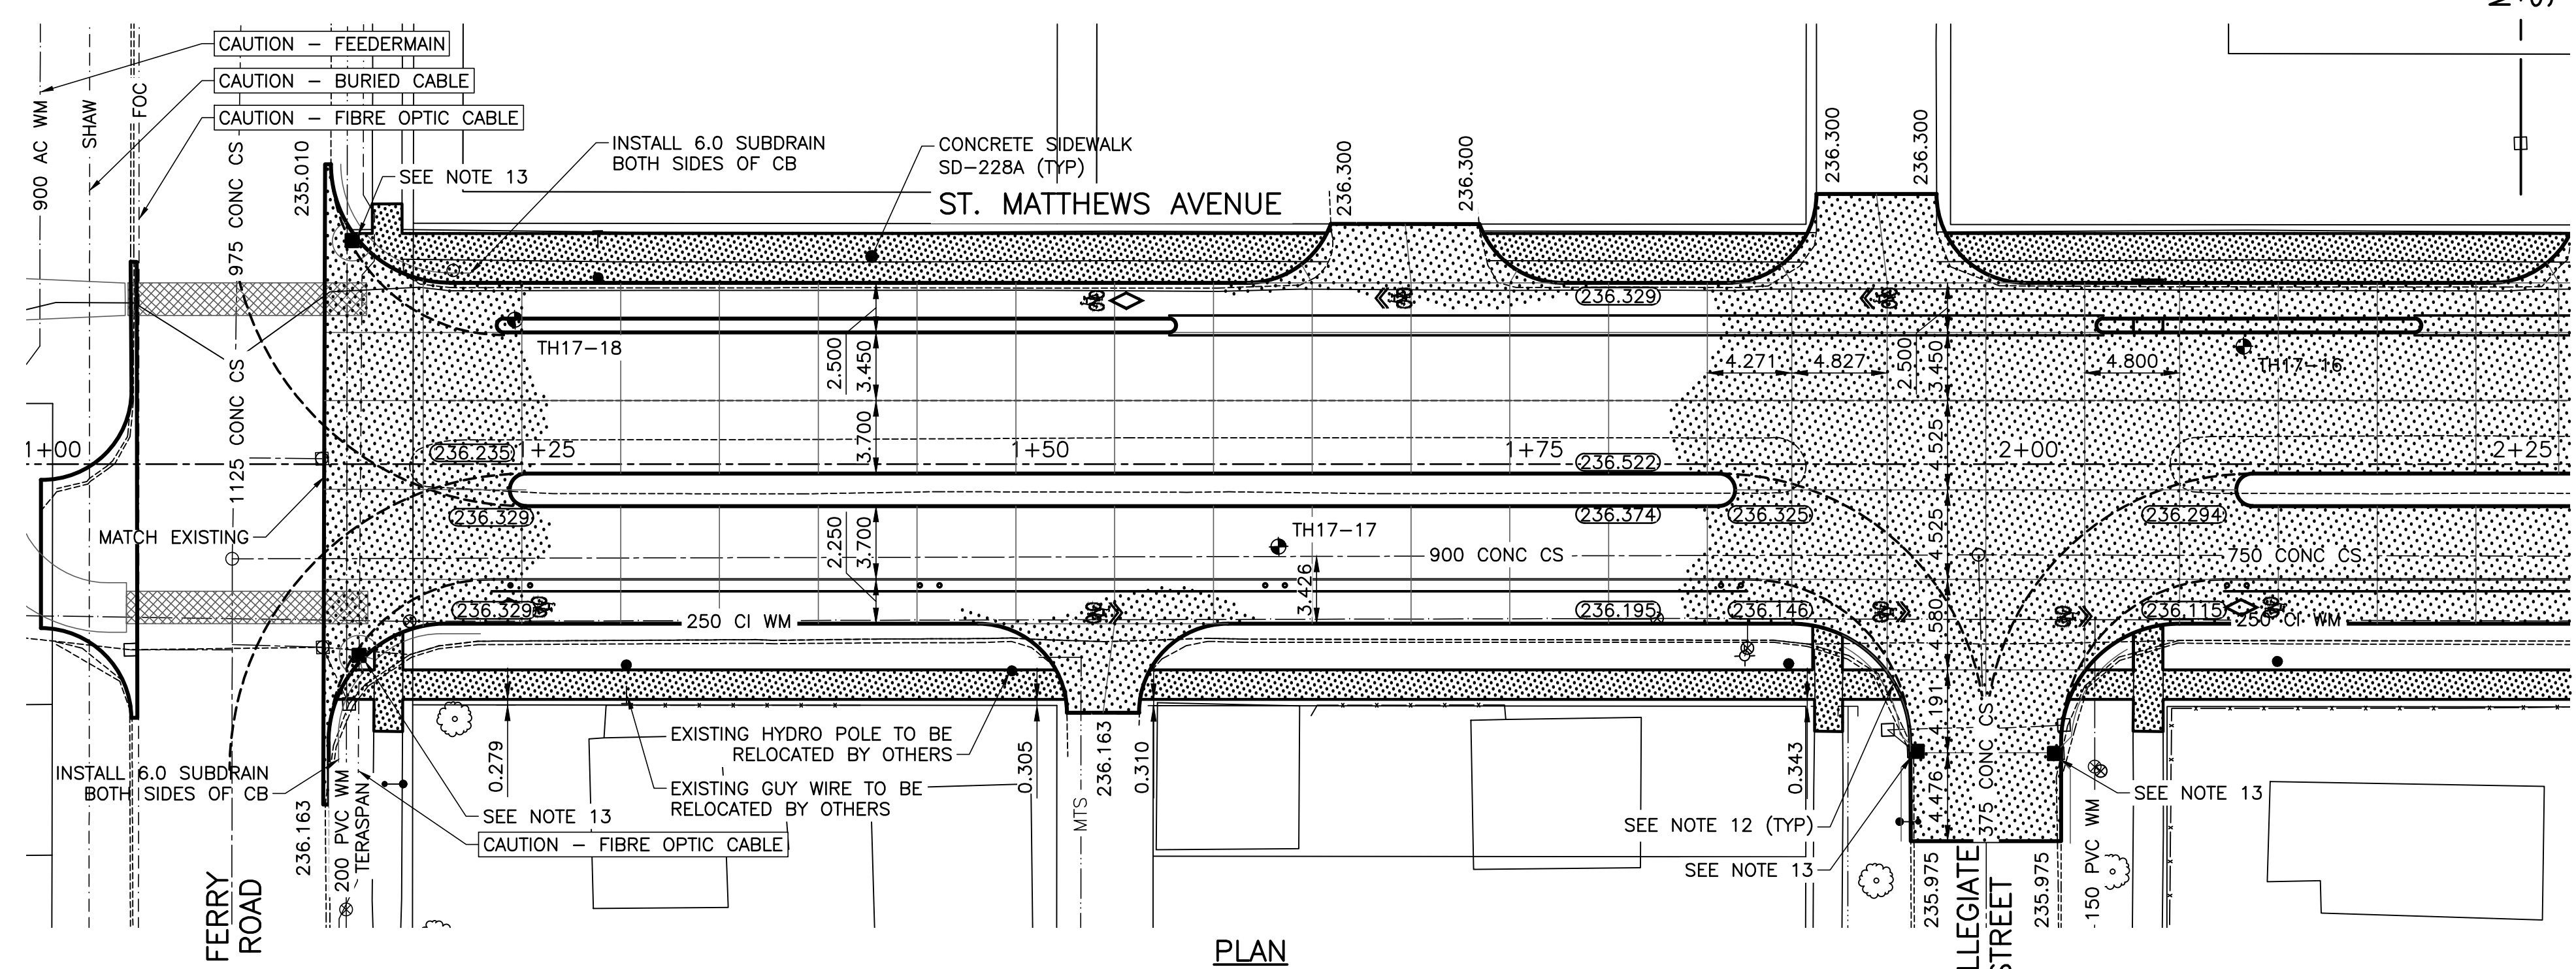 CAUTION – FEEDERMAIN
CAUTION – BURIED CABLE
CAUTION – FIBRE OPTIC CABLE
900 AC WM
SHAW
FOC
975 CONC CS
1125 CONC CS
235.010
SEE NOTE 13
INSTALL 6.0 SUBDRAIN
BOTH SIDES OF CB
CONCRETE SIDEWALK
SD-228A (TYP)
ST. MATTHEWS AVENUE
236.300
236.300
236.300
236.300
236.329
TH17-18
2.500
3.450
4.271
4.827
2.500
3.450
4.800
TH17-16
3.700
4.525
1+00
236.235
1+25
1+50
1+75
236.522
2+00
2+25
MATCH EXISTING
236.329
236.374
236.325
236.294
TH17-17
2.250
3.700
900 CONC CS
4.525
750 CONC CS
3.426
236.329
250 CI WM
236.195
236.146
4.580
236.115
250 CI WM
4.191
EXISTING HYDRO POLE TO BE
RELOCATED BY OTHERS
EXISTING GUY WIRE TO BE
RELOCATED BY OTHERS
0.279
0.305
236.163
0.310
0.343
INSTALL 6.0 SUBDRAIN
BOTH SIDES OF CB
236.163
200 PVC WM
TERASPAN
SEE NOTE 13
CAUTION – FIBRE OPTIC CABLE
MTS
SEE NOTE 12 (TYP)
SEE NOTE 13
4.476
375 CONC CS
SEE NOTE 13
235.975
235.975
150 PVC WM
FERRY
ROAD
LLEGIATE
STREET
PLAN